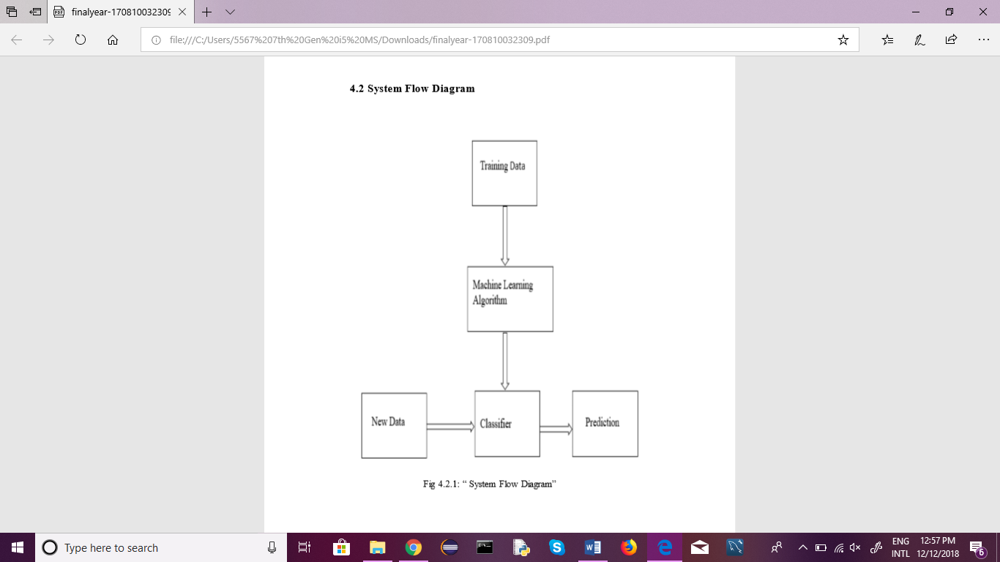 finalyear-170810032309
file:///C:/Users/5567%207th%20Gen%20i5%20MS/Downloads/finalyear-170810032309.pdf
4.2 System Flow Diagram
Training Data
Machine Learning
Algorithm
New Data
Classifier
Prediction
Fig 4.2.1: “ System Flow Diagram”
Type here to search
ENG
INTL
12:57 PM
12/12/2018
6